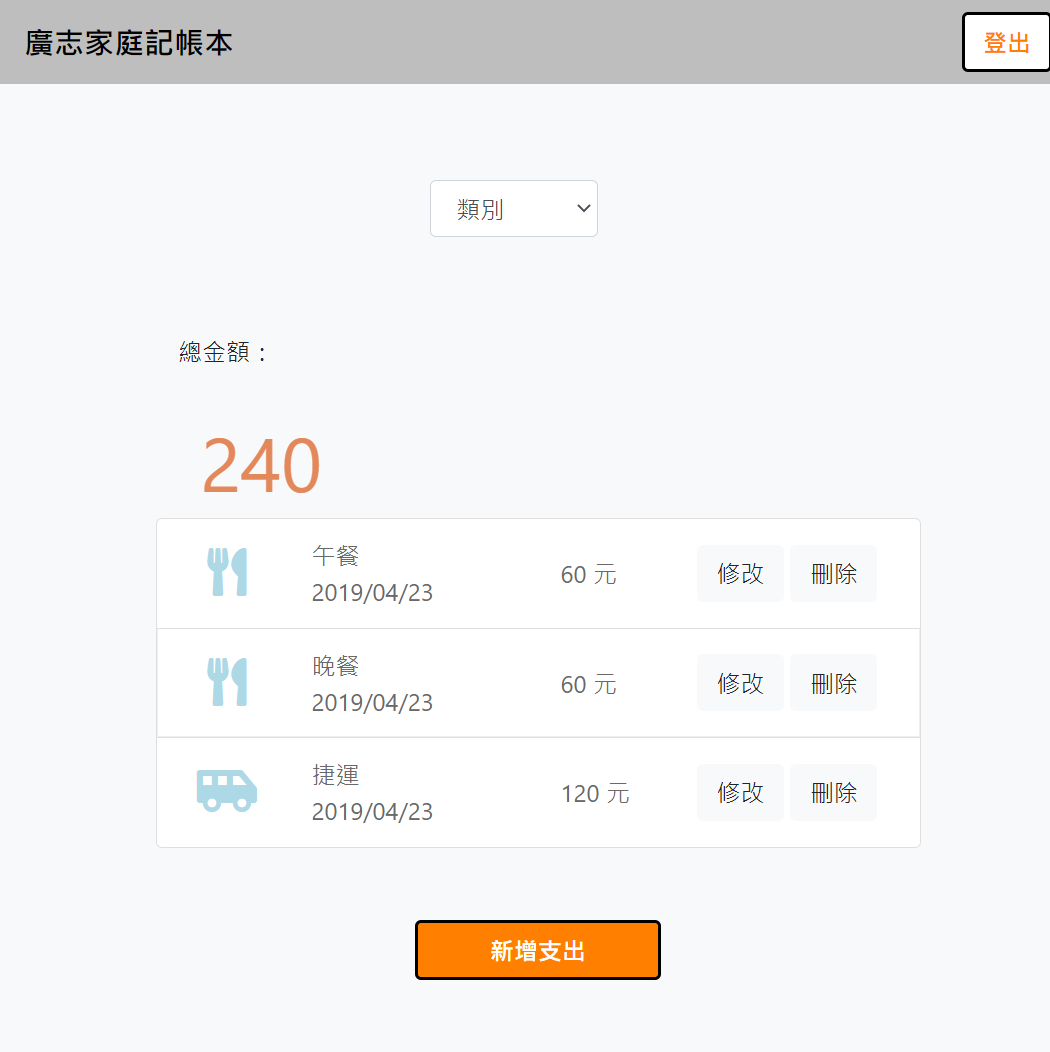 廣志家庭記帳本
登出
類別
總金額：
240
午餐
2019/04/23
60 元
修改 刪除
晚餐
2019/04/23
60 元
修改 刪除
捷運
2019/04/23
120 元
修改 刪除
新增支出